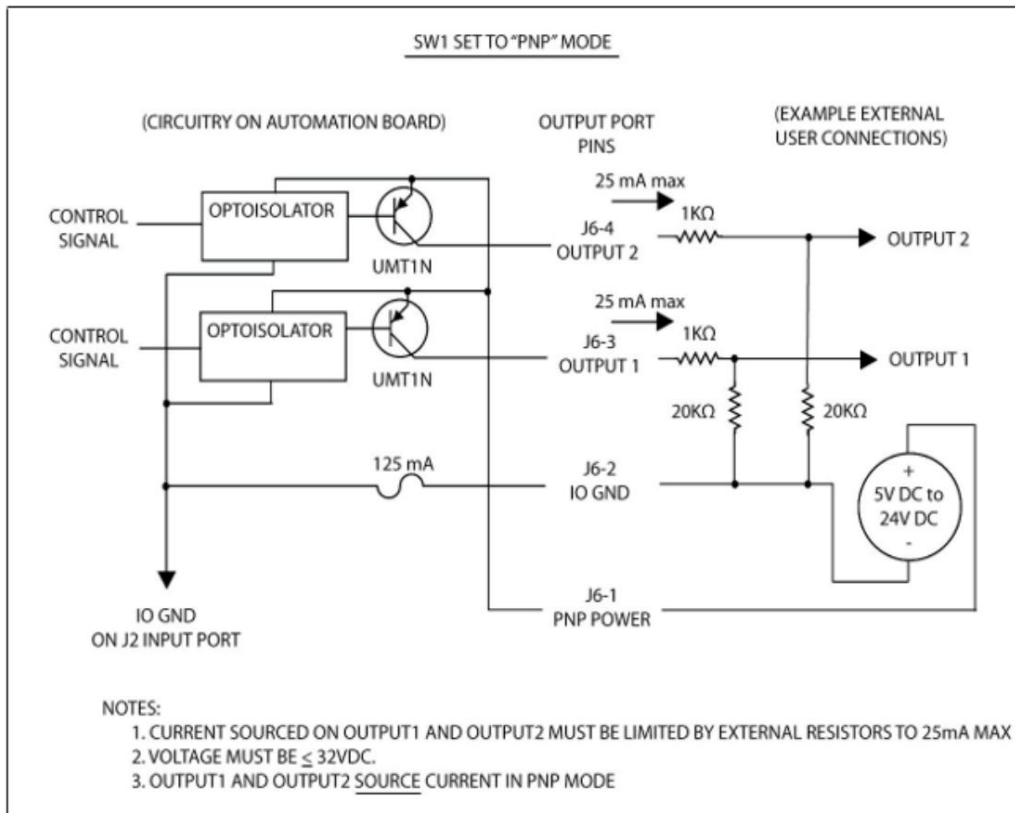 SW1 SET TO “PNP” MODE
(CIRCUITRY ON AUTOMATION BOARD)
OUTPUT PORT
PINS
(EXAMPLE EXTERNAL
USER CONNECTIONS)
25 mA max
CONTROL
SIGNAL
OPTOISOLATOR
UMT1N
J6-4
OUTPUT 2
1KΩ
OUTPUT 2
25 mA max
CONTROL
SIGNAL
OPTOISOLATOR
UMT1N
J6-3
OUTPUT 1
1KΩ
OUTPUT 1
20KΩ
20KΩ
125 mA
J6-2
IO GND
+
5V DC to
24V DC
-
J6-1
PNP POWER
IO GND
ON J2 INPUT PORT
NOTES:
1. CURRENT SOURCED ON OUTPUT1 AND OUTPUT2 MUST BE LIMITED BY EXTERNAL RESISTORS TO 25mA MAX
2. VOLTAGE MUST BE ≤ 32VDC.
3. OUTPUT1 AND OUTPUT2 SOURCE CURRENT IN PNP MODE